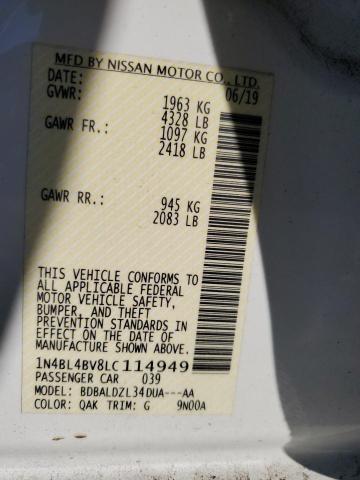 MFD BY NISSAN MOTOR CO., LTD.
DATE: 06/19
GVWR: 1963 KG
4328 LB
GAWR FR.: 1097 KG
2418 LB
GAWR RR.: 945 KG
2083 LB
THIS VEHICLE CONFORMS TO
ALL APPLICABLE FEDERAL
MOTOR VEHICLE SAFETY,
BUMPER, AND THEFT
PREVENTION STANDARDS IN
EFFECT ON THE DATE OF
MANUFACTURE SHOWN ABOVE.
1N4BL4BV8LC114949
PASSENGER CAR 039
MODEL: BDBALDZL34DUA---AA
COLOR: QAK TRIM: G 9N00A